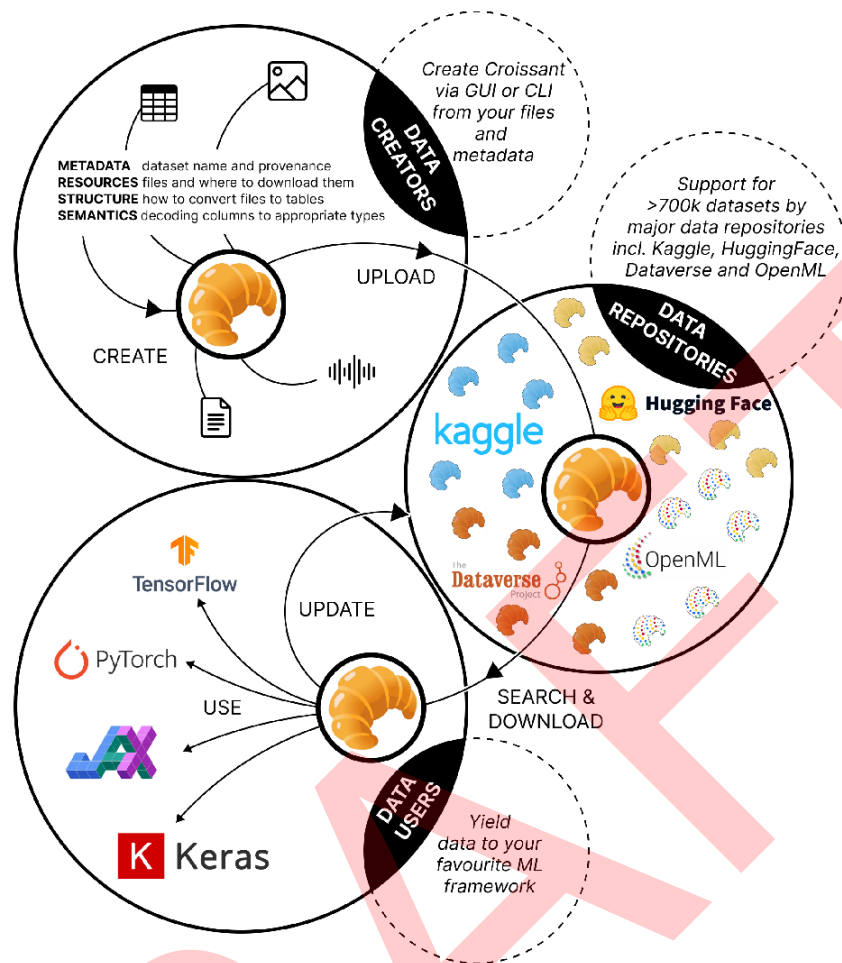 Create Croissant
via GUI or CLI
from your files
and
metadata
DATA
CREATORS
METADATA dataset name and provenance
RESOURCES files and where to download them
STRUCTURE how to convert files to tables
SEMANTICS decoding columns to appropriate types
UPLOAD
CREATE
Support for
>700k datasets by
major data repositories
incl. Kaggle, HuggingFace,
Dataverse and OpenML
DATA
REPOSITORIES
Hugging Face
kaggle
OpenML
The
Dataverse
Project
TensorFlow
UPDATE
PyTorch
USE
SEARCH &
DOWNLOAD
JAX
DATA
USERS
K Keras
Yield
data to your
favourite ML
framework